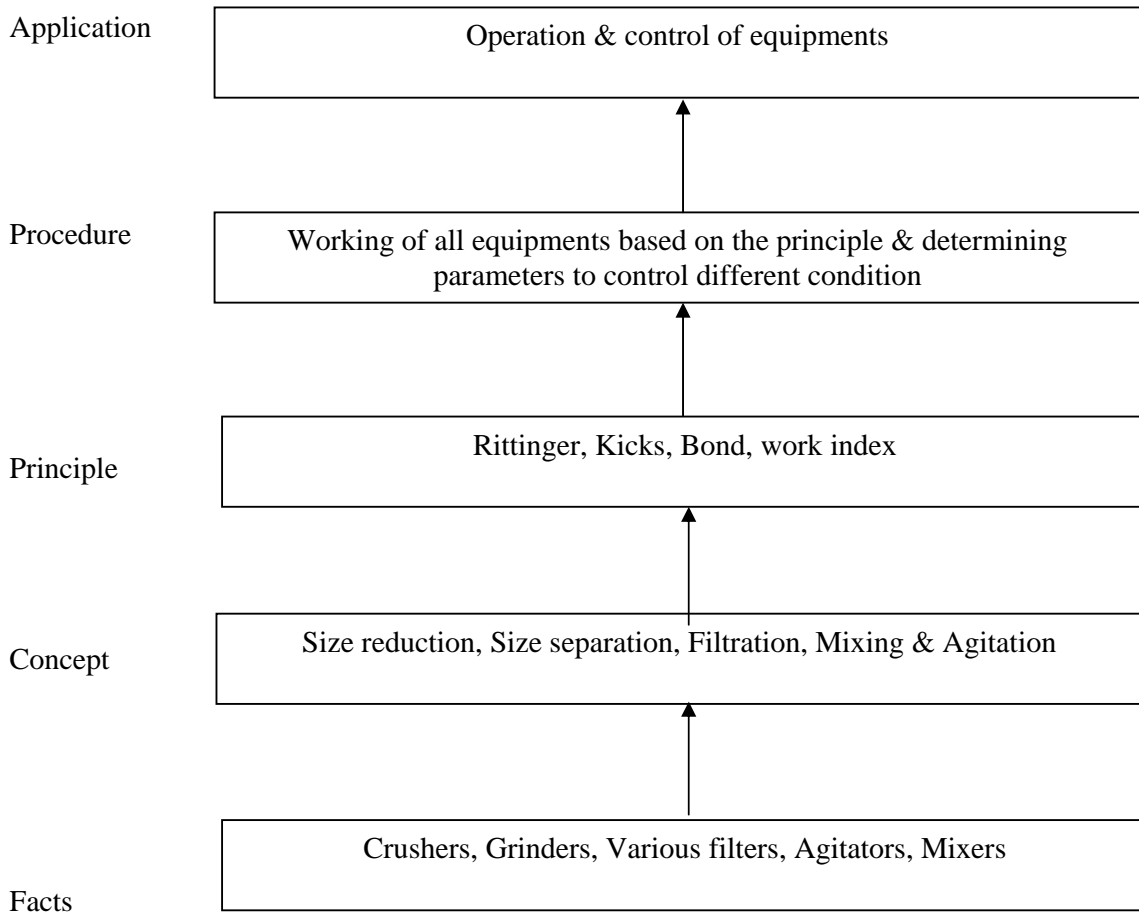 Application
Operation & control of equipments
Procedure
Working of all equipments based on the principle & determining
parameters to control different condition
Principle
Rittinger, Kicks, Bond, work index
Concept
Size reduction, Size separation, Filtration, Mixing & Agitation
Crushers, Grinders, Various filters, Agitators, Mixers
Facts